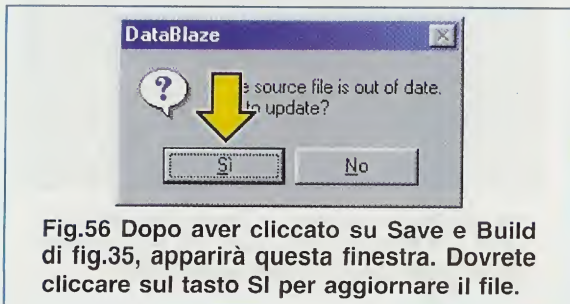 DataBlaze
source file is out of date.
to update?
Sì
No
Fig.56 Dopo aver cliccato su Save e Build
di fig.35, apparirà questa finestra. Dovrete
cliccare sul tasto SI per aggiornare il file.